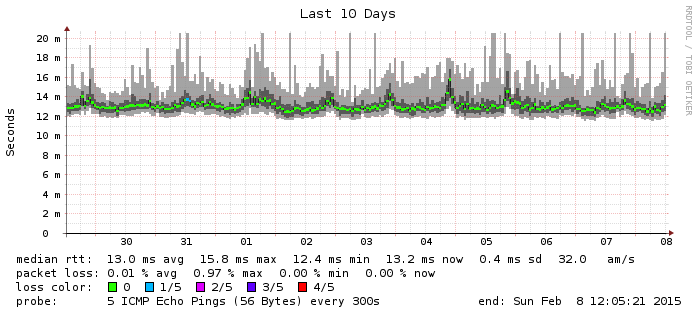 Last 10 Days
RRDTOOL / TOBI OETIKER
Seconds
20 m
18 m
16 m
14 m
12 m
10 m
8 m
6 m
4 m
2 m
0
30 31 01 02 03 04 05 06 07 08
median rtt: 13.0 ms avg 15.8 ms max 12.4 ms min 13.2 ms now 0.4 ms sd 32.0 am/s
packet loss: 0.01 % avg 0.97 % max 0.00 % min 0.00 % now
loss color: 0 1/5 2/5 3/5 4/5
probe: 5 ICMP Echo Pings (56 Bytes) every 300s end: Sun Feb 8 12:05:21 2015